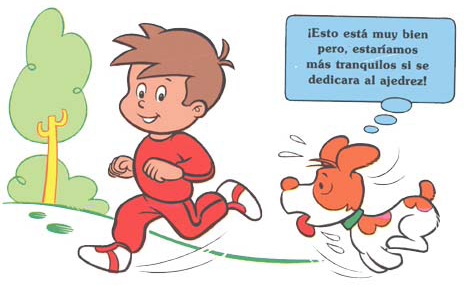 ¡Esto está muy bien
pero, estaríamos
más tranquilos si se
dedicara al ajedrez!